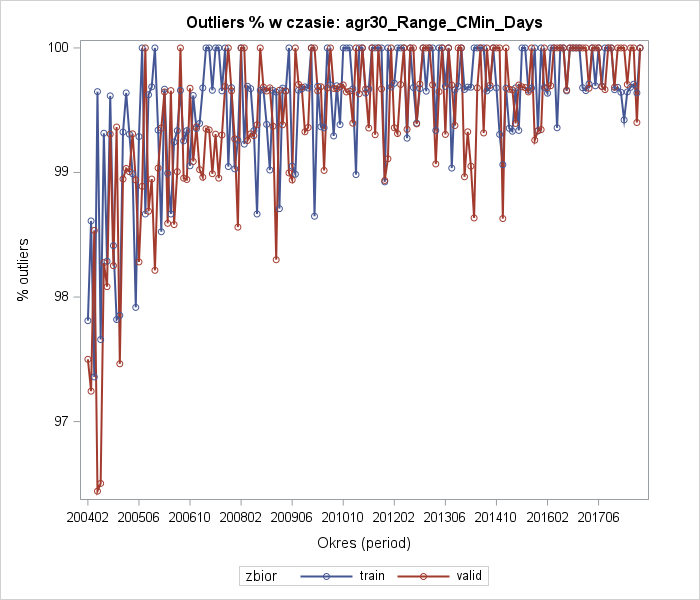 Outliers % w czasie: agr30_Range_CMin_Days
% outliers
100
99
98
97
200402 200506 200610 200802 200906 201010 201202 201306 201410 201602 201706
Okres (period)
zbior train valid